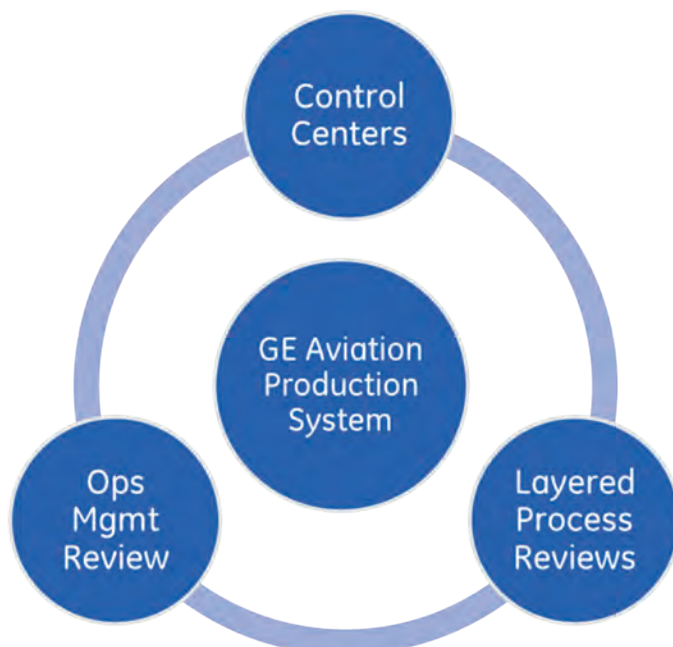 Control
Centers
GE Aviation
Production
System
Ops
Mgmt
Review
Layered
Process
Reviews